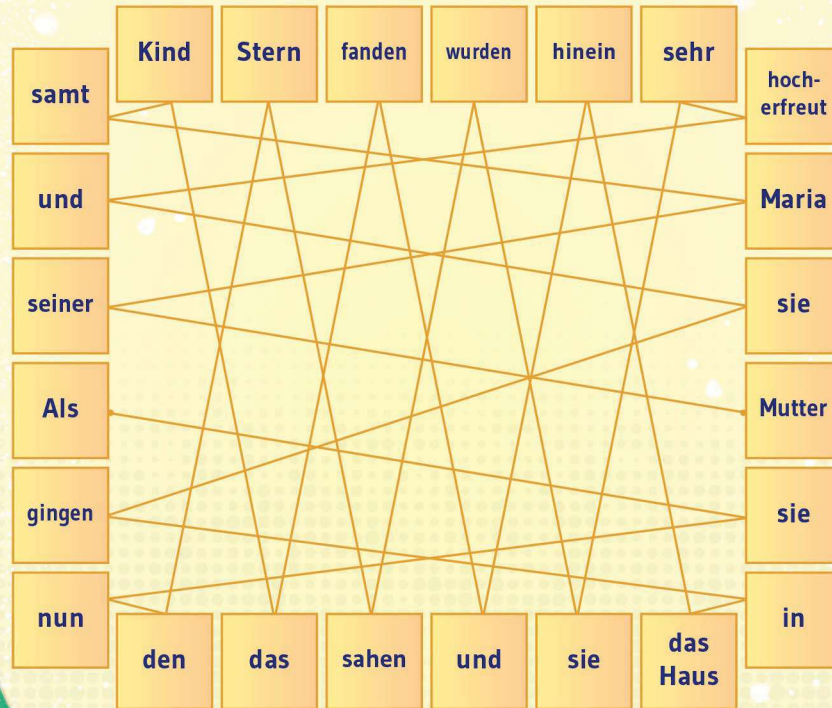 Kind
Stern
fanden
wurden
hinein
sehr
samt
und
seiner
Als
gingen
nun
hoch-
erfreut
Maria
sie
Mutter
sie
in
den
das
sahen
und
sie
das
Haus